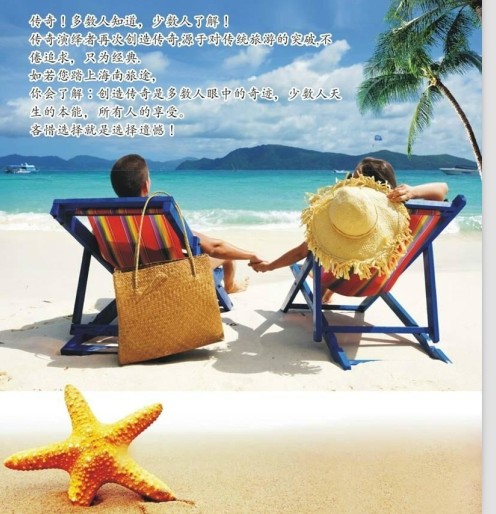 传奇！多数人知道，少数人了解！
传奇演绎者再次创造传奇,源于对传统旅游的突破,不
倦追求，只为经典。
如若您踏上海南旅途，
你会了解：创造传奇是多数人眼中的奇迹，少数人天
生的本能，所有人的享受。
吝惜选择就是选择遗憾！